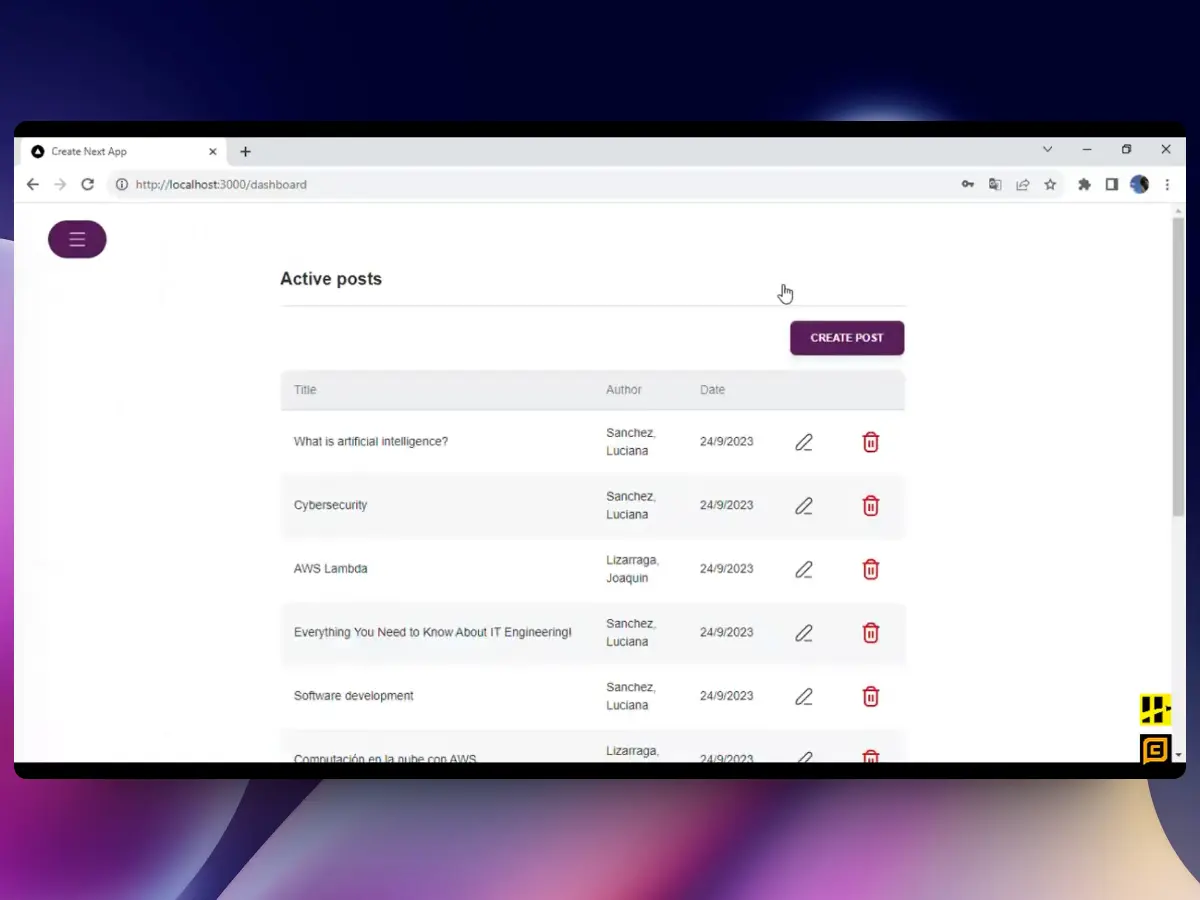 Create Next App
http://localhost:3000/dashboard
Active posts
CREATE POST
Title Author Date
What is artificial intelligence? Sanchez, Luciana 24/9/2023
Cybersecurity Sanchez, Luciana 24/9/2023
AWS Lambda Lizarraga, Joaquin 24/9/2023
Everything You Need to Know About IT Engineering! Sanchez, Luciana 24/9/2023
Software development Sanchez, Luciana 24/9/2023
Computación en la nube con AWS Lizarraga, 24/9/2023